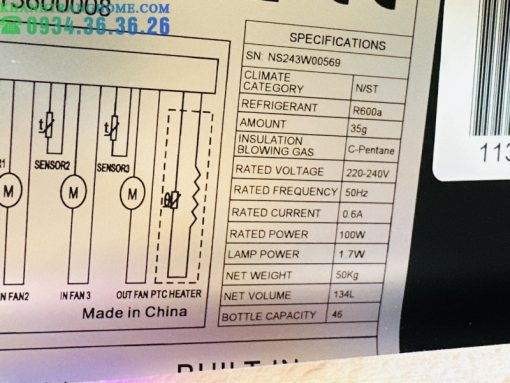 ☎0934.36.36.26
SPECIFICATIONS
SN: NS243W00569
CLIMATE CATEGORY N/ST
REFRIGERANT R600a
AMOUNT 35g
INSULATION BLOWING GAS C-Pentane
RATED VOLTAGE 220-240V
RATED FREQUENCY 50Hz
RATED CURRENT 0.6A
RATED POWER 100W
LAMP POWER 1.7W
NET WEIGHT 50Kg
NET VOLUME 134L
BOTTLE CAPACITY 46
t t
SENSOR2 SENSOR3
M M M θ
IN FAN2 IN FAN 3 OUT FAN PTC HEATER
Made in China
BUILT IN
113